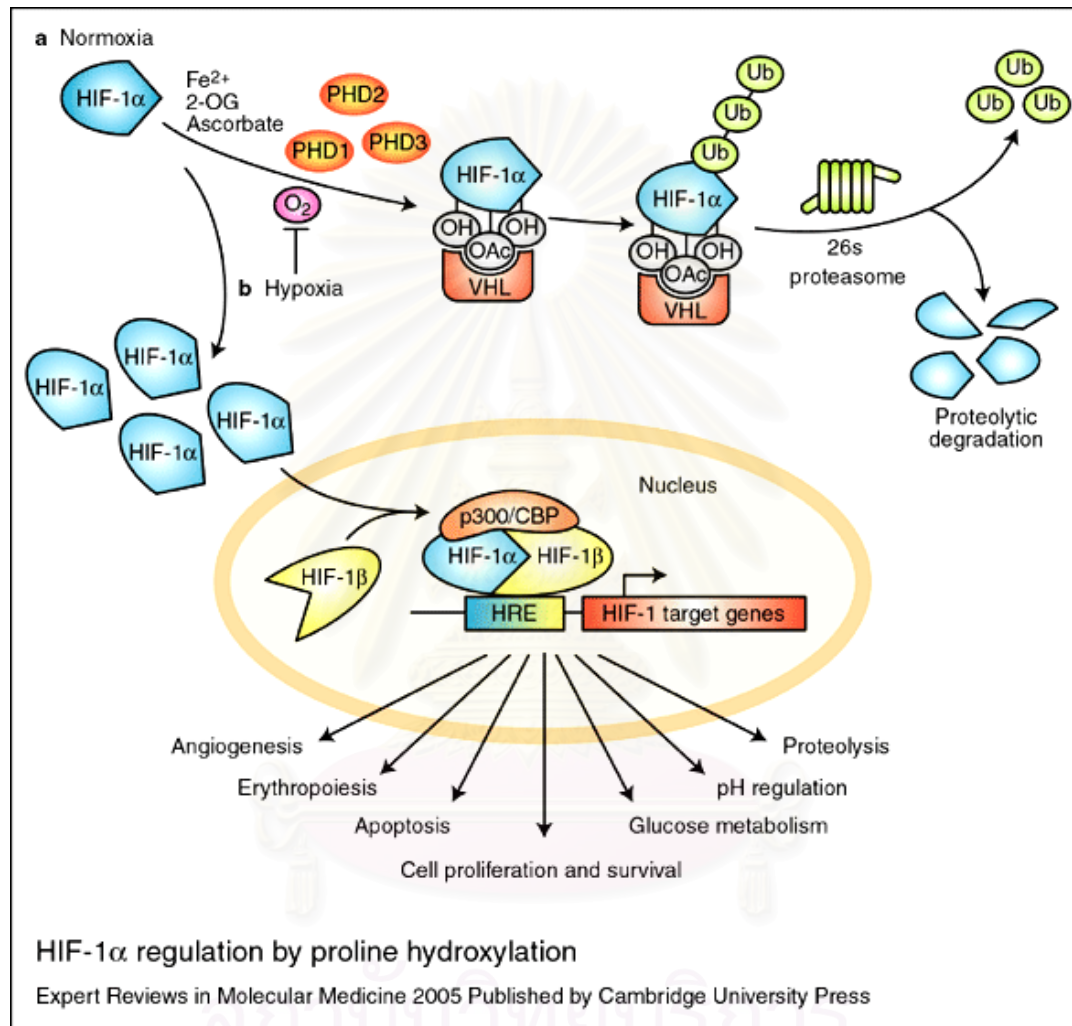 a Normoxia
HIF-1α
Fe²⁺
2-OG
Ascorbate
PHD2
PHD1
PHD3
O₂
HIF-1α
OH
OH
OAc
VHL
Ub
Ub
Ub
HIF-1α
OH
OH
OAc
VHL
26s
proteasome
Ub
Ub
Ub
Proteolytic
degradation
b Hypoxia
HIF-1α
HIF-1α
HIF-1α
HIF-1α
Nucleus
p300/CBP
HIF-1α
HIF-1β
HIF-1β
HRE
HIF-1 target genes
Angiogenesis
Erythropoiesis
Apoptosis
Cell proliferation and survival
Glucose metabolism
pH regulation
Proteolysis
HIF-1α regulation by proline hydroxylation
Expert Reviews in Molecular Medicine 2005 Published by Cambridge University Press